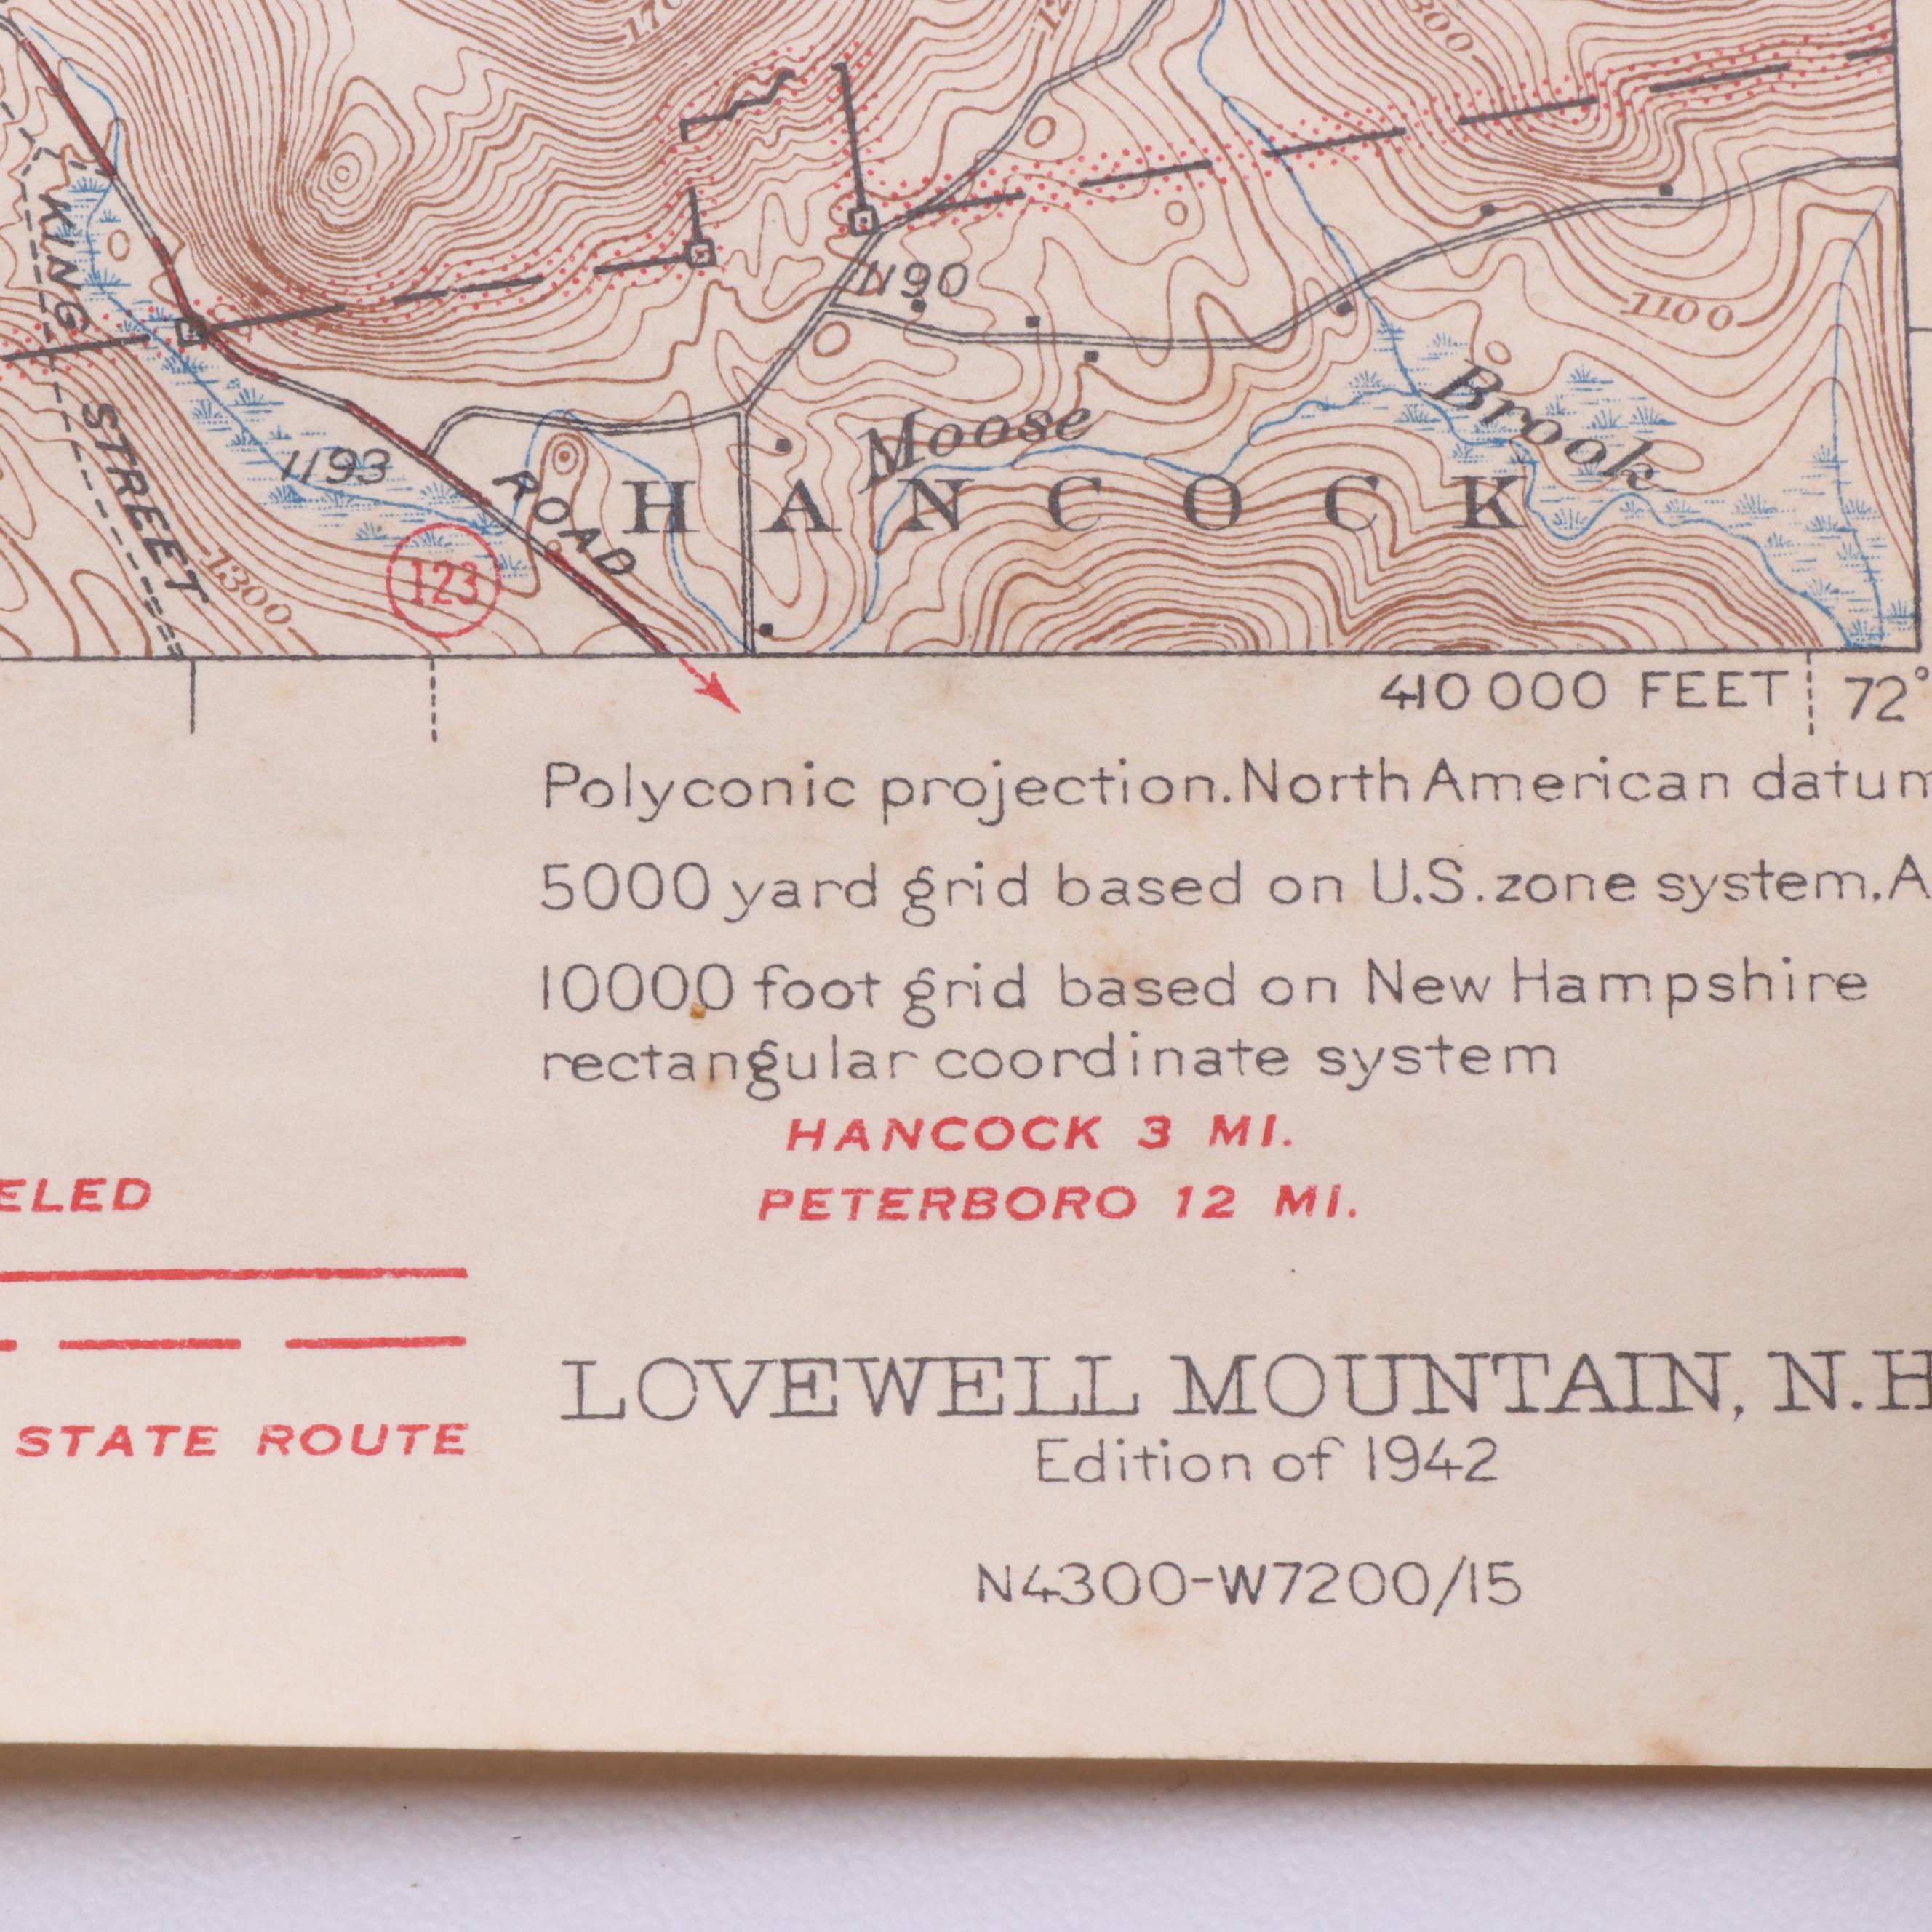 1190
1100
KING
STREET
1193
ROAD
Moose
Brook
HANCOCK
1300
123
410 000 FEET
72°
Polyconic projection. North American datum
5000 yard grid based on U.S. zone system, A
10000 foot grid based on New Hampshire
rectangular coordinate system
HANCOCK 3 MI.
PETERBORO 12 MI.
ELED
STATE ROUTE
LOVEWELL MOUNTAIN, N.H
Edition of 1942
N4300-W7200/15